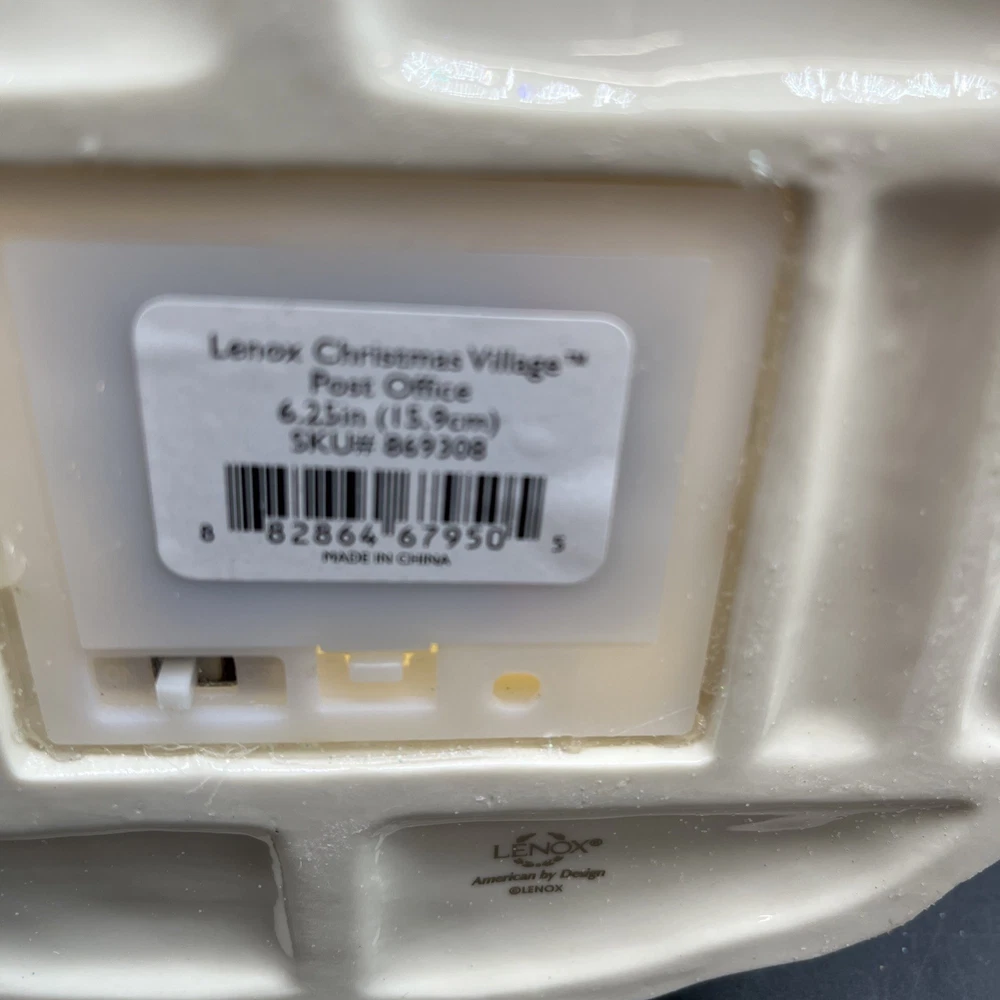 Lenox Christmas Village™
Post Office
6.25in (15.9cm)
SKU# 869308
8 82864 67950 5
MADE IN CHINA
LENOX®
American by Design
©LENOX